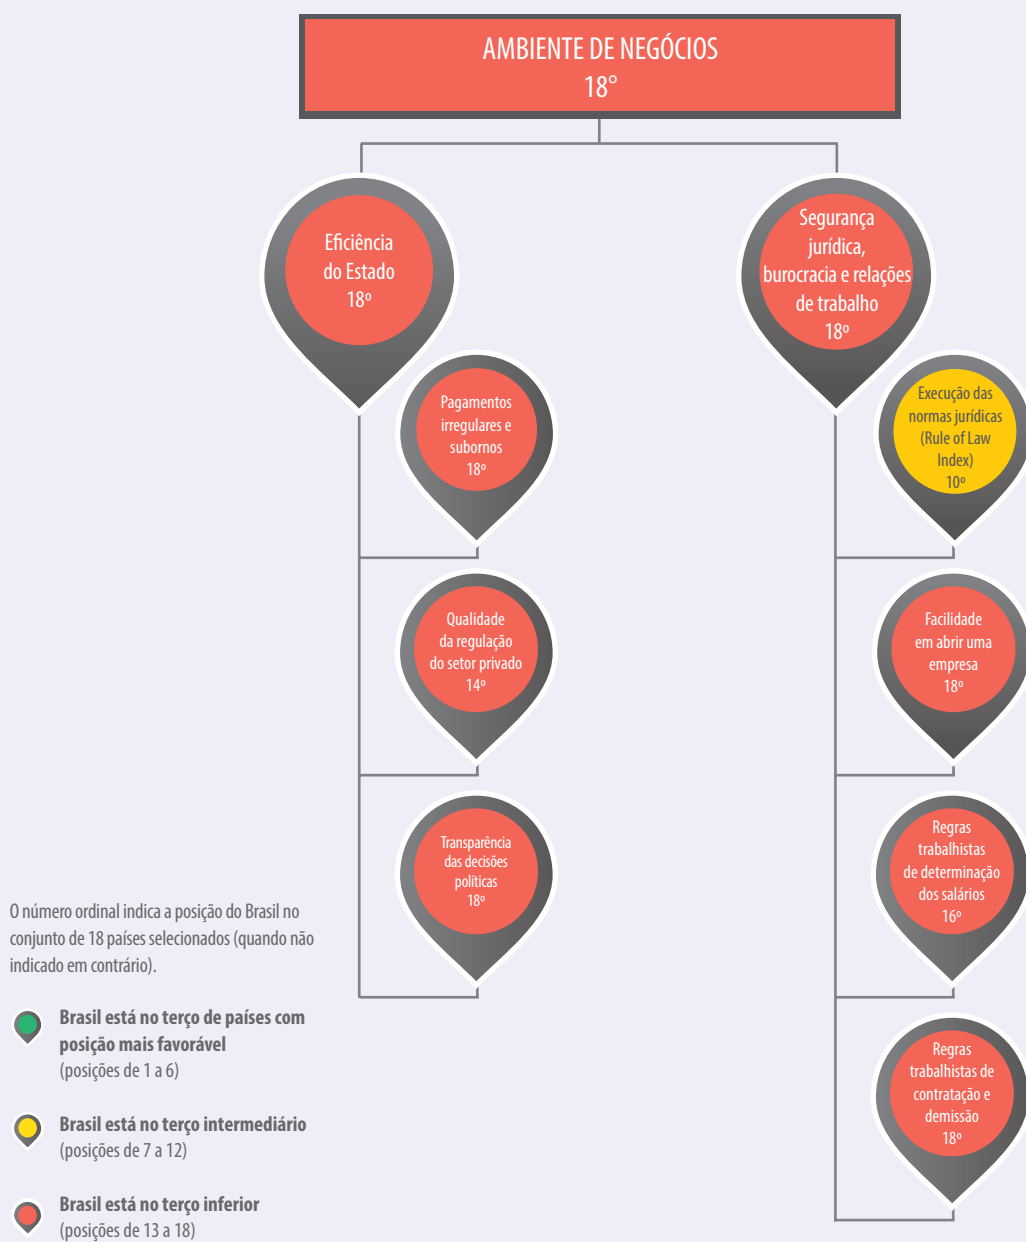 AMBIENTE DE NEGÓCIOS
18°
Eficiência
do Estado
18º
Pagamentos
irregulares e
subornos
18º
Qualidade
da regulação
do setor privado
14º
Transparência
das decisões
políticas
18º
Segurança
jurídica,
burocracia e relações
de trabalho
18º
Execução das
normas jurídicas
(Rule of Law
Index)
10º
Facilidade
em abrir uma
empresa
18º
Regras
trabalhistas
de determinação
dos salários
16º
Regras
trabalhistas de
contratação e
demissão
18º
O número ordinal indica a posição do Brasil no
conjunto de 18 países selecionados (quando não
indicado em contrário).
Brasil está no terço de países com
posição mais favorável
(posições de 1 a 6)
Brasil está no terço intermediário
(posições de 7 a 12)
Brasil está no terço inferior
(posições de 13 a 18)